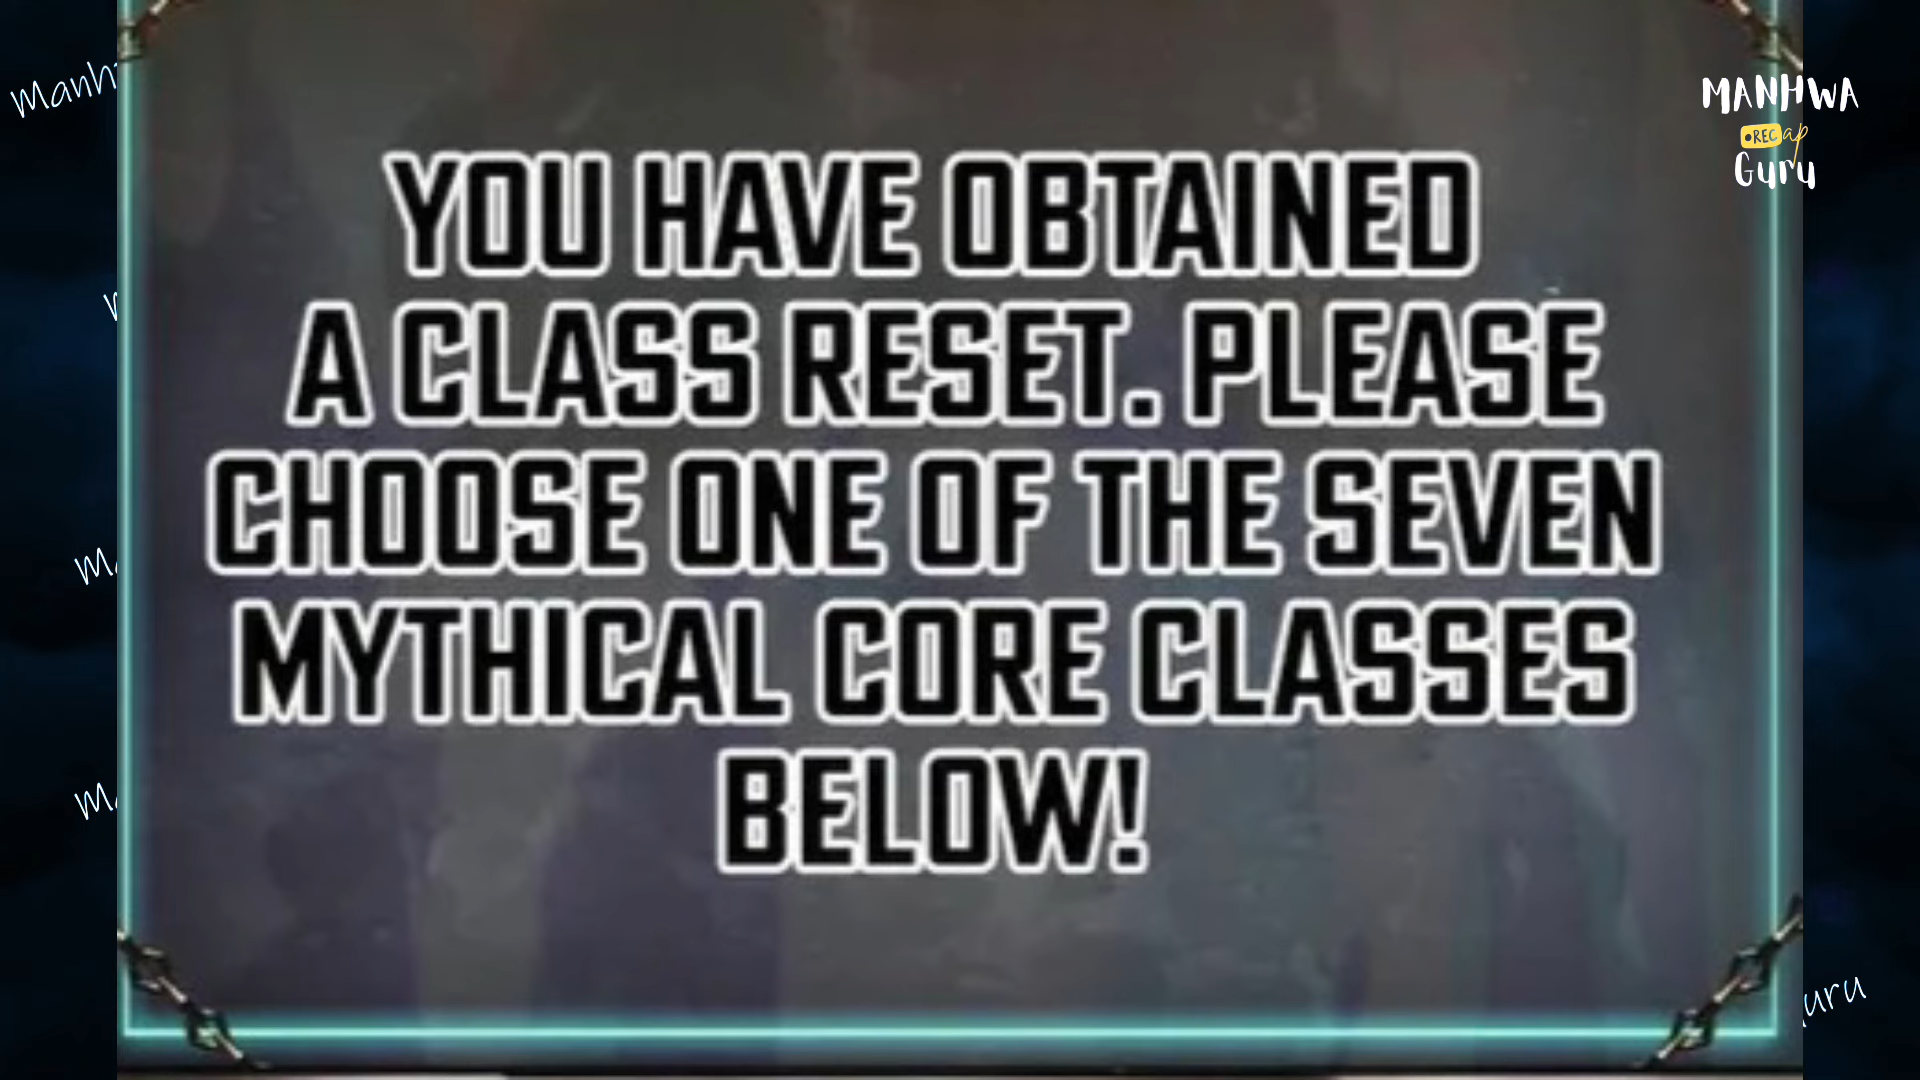 MANHWA
REC ap
Guru
YOU HAVE OBTAINED
A CLASS RESET. PLEASE
CHOOSE ONE OF THE SEVEN
MYTHICAL CORE CLASSES
BELOW!